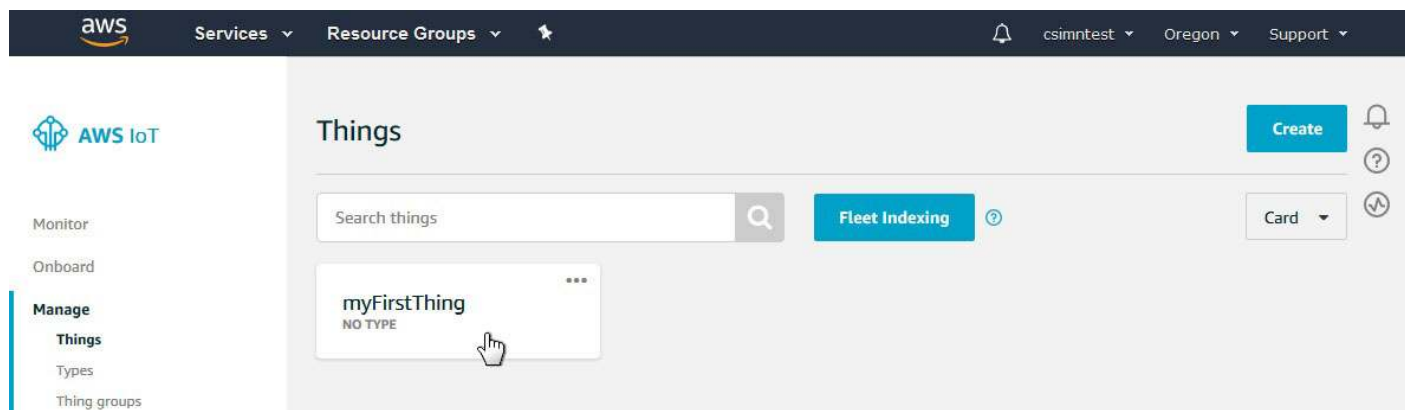 aws Services Resource Groups csimntest Oregon Support
AWS IoT
Things
Create
Search things
Fleet Indexing
Card
Monitor
Onboard
Manage
Things
Types
Thing groups
myFirstThing
NO TYPE